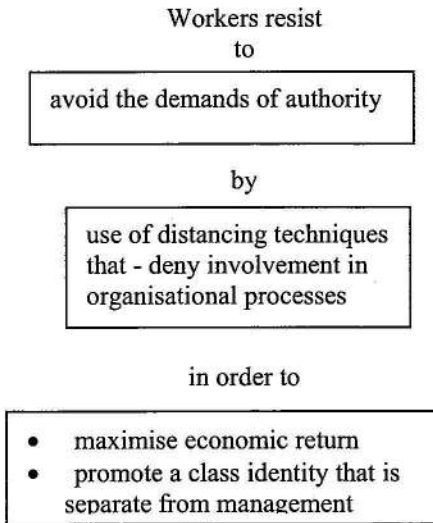 Workers resist
to
avoid the demands of authority
by
use of distancing techniques
that - deny involvement in
organisational processes
in order to
• maximise economic return
• promote a class identity that is
separate from management